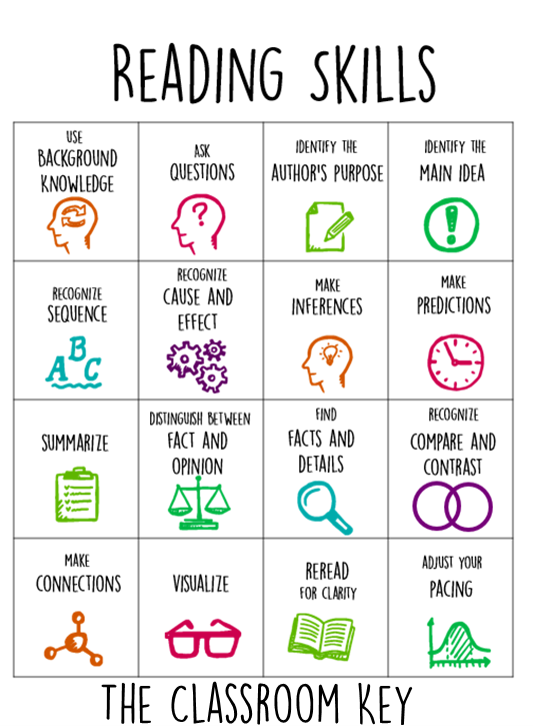 READING SKILLS
USE
BACKGROUND
KNOWLEDGE
ASK
QUESTIONS
IDENTIFY THE
AUTHOR'S PURPOSE
IDENTIFY THE
MAIN IDEA
?
!
RECOGNIZE
SEQUENCE
RECOGNIZE
CAUSE AND
EFFECT
MAKE
INFERENCES
MAKE
PREDICTIONS
A B C
SUMMARIZE
DISTINGUISH BETWEEN
FACT AND
OPINION
FIND
FACTS AND
DETAILS
RECOGNIZE
COMPARE AND
CONTRAST
MAKE
CONNECTIONS
VISUALIZE
REREAD
FOR CLARITY
ADJUST YOUR
PACING
THE CLASSROOM KEY